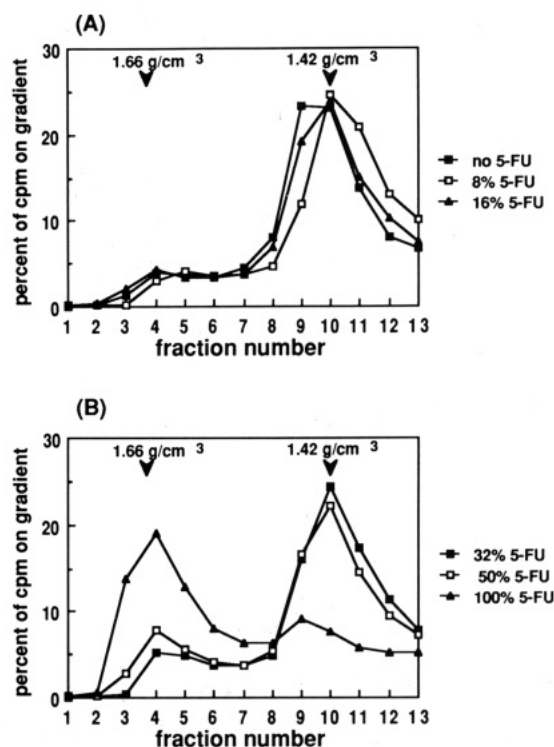 (A)
1.66 g/cm 3
1.42 g/cm 3
30
20
10
0
percent of cpm on gradient
1 2 3 4 5 6 7 8 9 10 11 12 13
fraction number
no 5-FU
8% 5-FU
16% 5-FU
(B)
1.66 g/cm 3
1.42 g/cm 3
30
20
10
0
percent of cpm on gradient
1 2 3 4 5 6 7 8 9 10 11 12 13
fraction number
32% 5-FU
50% 5-FU
100% 5-FU